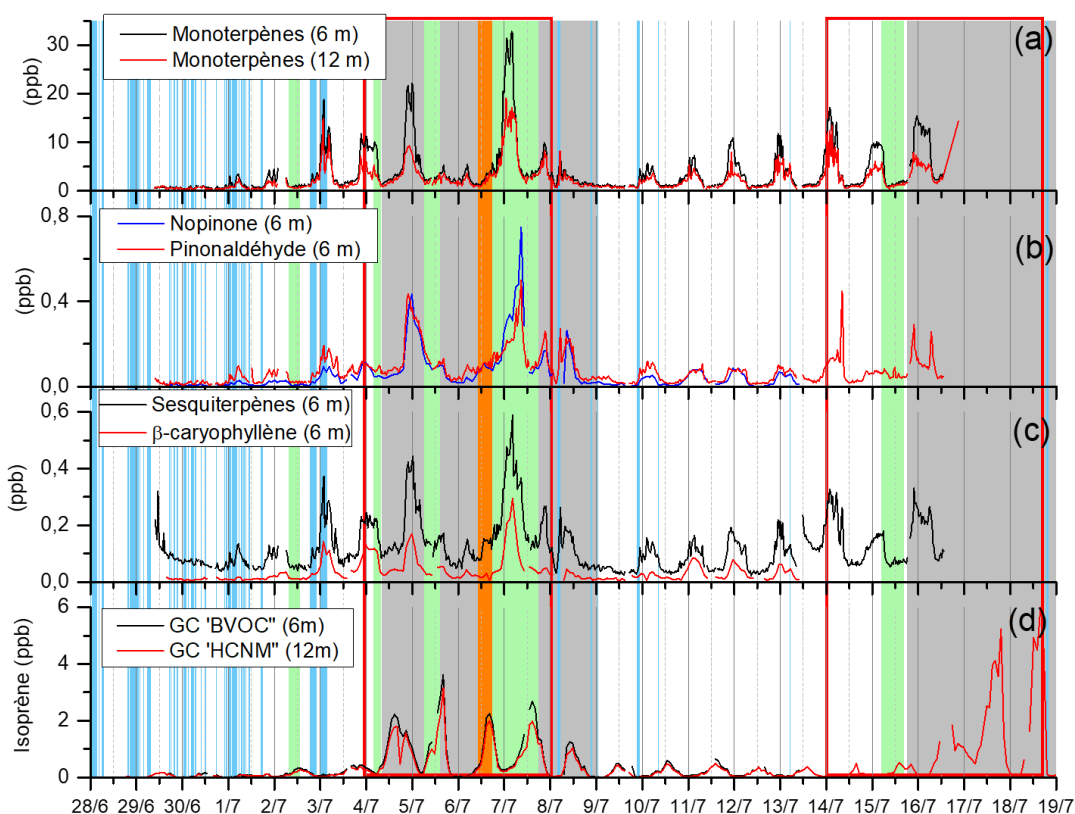 (a)
Monoterpènes (6 m)
Monoterpènes (12 m)
(ppb)
30
20
10
0
(b)
Nopinone (6 m)
Pinonaldéhyde (6 m)
(ppb)
0,8
0,4
0,0
(c)
Sesquiterpènes (6 m)
β-caryophyllène (6 m)
(ppb)
0,6
0,4
0,2
0,0
(d)
GC 'BVOC" (6m)
GC 'HCNM" (12m)
Isoprène (ppb)
6
4
2
0
28/6 29/6 30/6 1/7 2/7 3/7 4/7 5/7 6/7 7/7 8/7 9/7 10/7 11/7 12/7 13/7 14/7 15/7 16/7 17/7 18/7 19/7